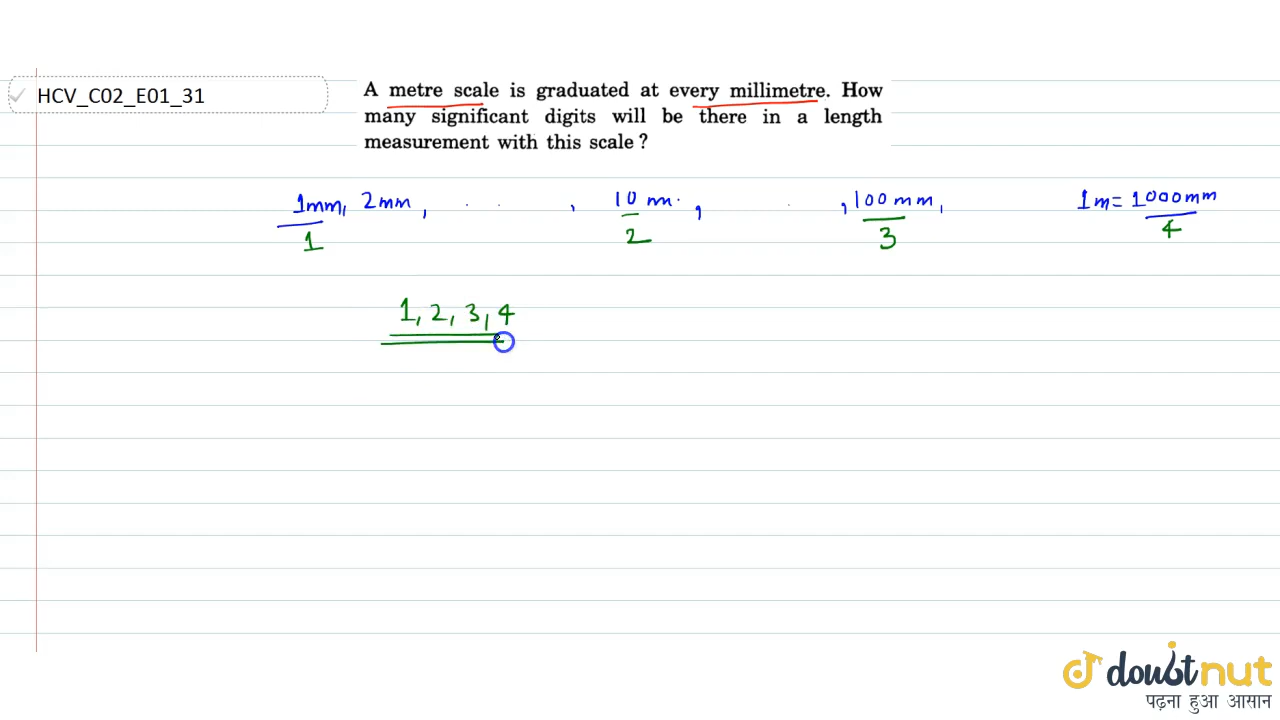 HCV_C02_E01_31
A metre scale is graduated at every millimetre. How
many significant digits will be there in a length
measurement with this scale ?
1mm, 2mm, . . , 10 m. , . , 100 mm, 1m = 1000mm
1 2 3 4
1, 2, 3, 4
doubtnut
पढ़ना हुआ आसान